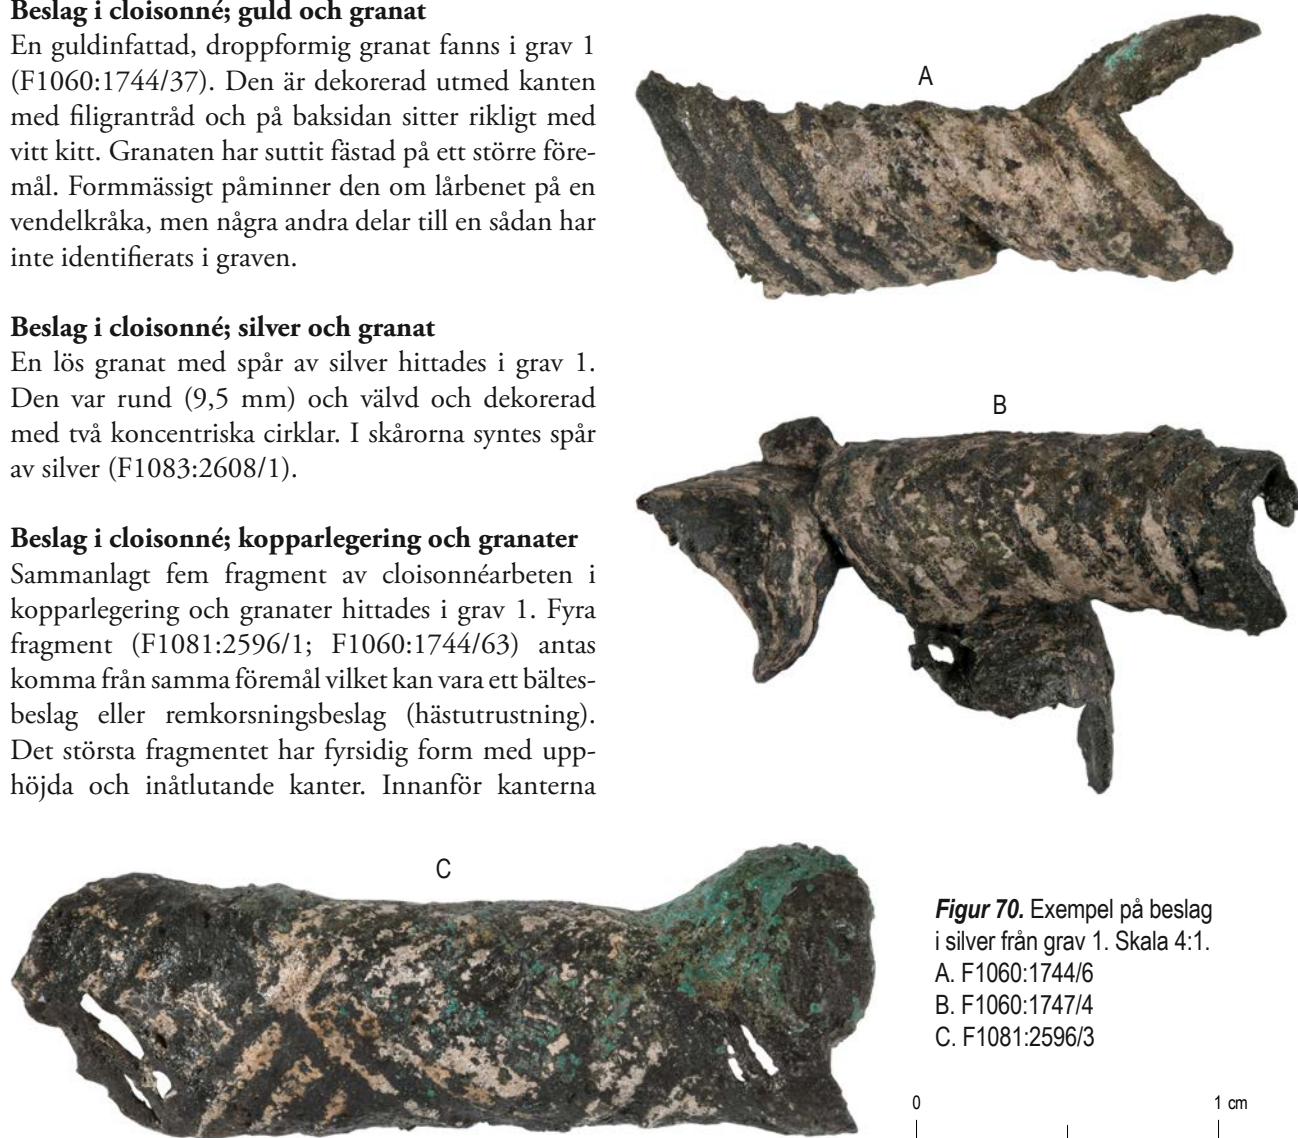 Beslag i cloisonné; guld och granat
En guldinfattad, droppformig granat fanns i grav 1
(F1060:1744/37). Den är dekorerad utmed kanten
med filigrantråd och på baksidan sitter rikligt med
vitt kitt. Granaten har suttit fästad på ett större före-
mål. Formmässigt påminner den om lårbenet på en
vendelkråka, men några andra delar till en sådan har
inte identifierats i graven.
Beslag i cloisonné; silver och granat
En lös granat med spår av silver hittades i grav 1.
Den var rund (9,5 mm) och välvd och dekorerad
med två koncentriska cirklar. I skårorna syntes spår
av silver (F1083:2608/1).
Beslag i cloisonné; kopparlegering och granater
Sammanlagt fem fragment av cloisonnéarbeten i
kopparlegering och granater hittades i grav 1. Fyra
fragment (F1081:2596/1; F1060:1744/63) antas
komma från samma föremål vilket kan vara ett bältes-
beslag eller remkorsningsbeslag (hästutrustning).
Det största fragmentet har fyrsidig form med upp-
höjda och inåtlutande kanter. Innanför kanterna
A
B
C
Figur 70. Exempel på beslag
i silver från grav 1. Skala 4:1.
A. F1060:1744/6
B. F1060:1747/4
C. F1081:2596/3
0 1 cm